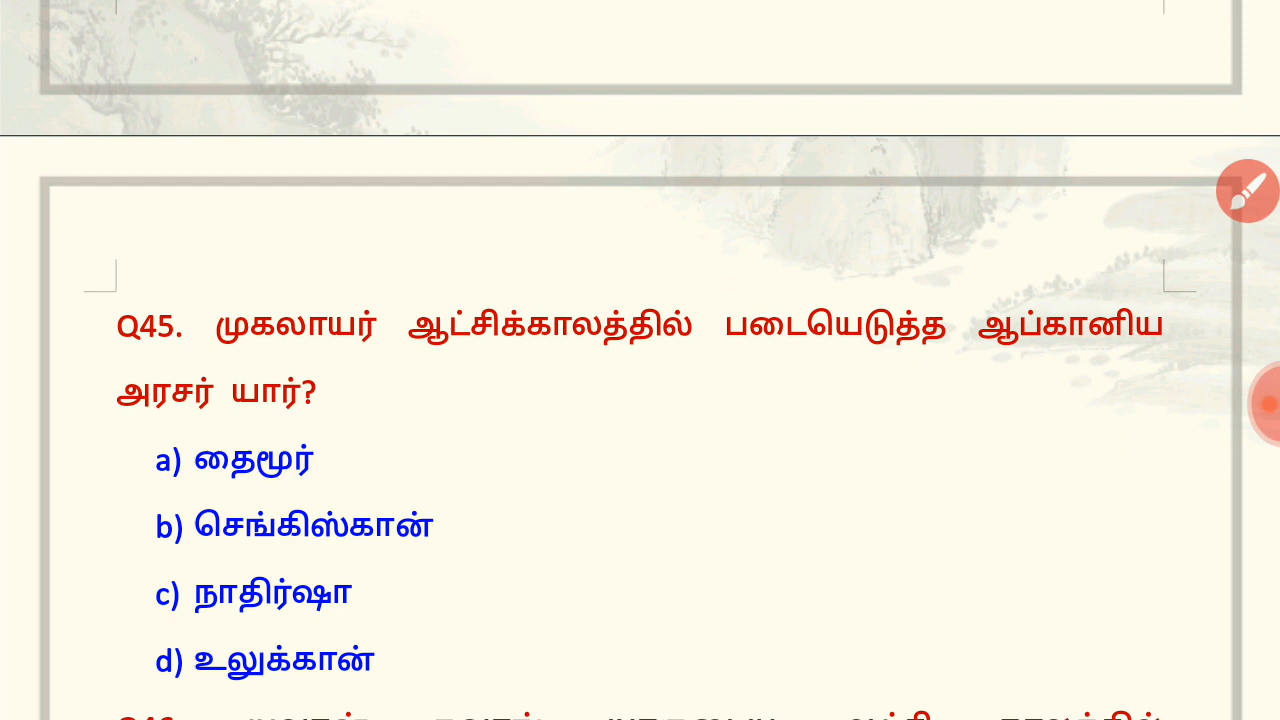 Q45. முகலாயர் ஆட்சிக்காலத்தில் படையெடுத்த ஆப்கானிய
அரசர் யார்?
a) தைமூர்
b) செங்கிஸ்கான்
c) நாதிர்ஷா
d) உலுக்கான்